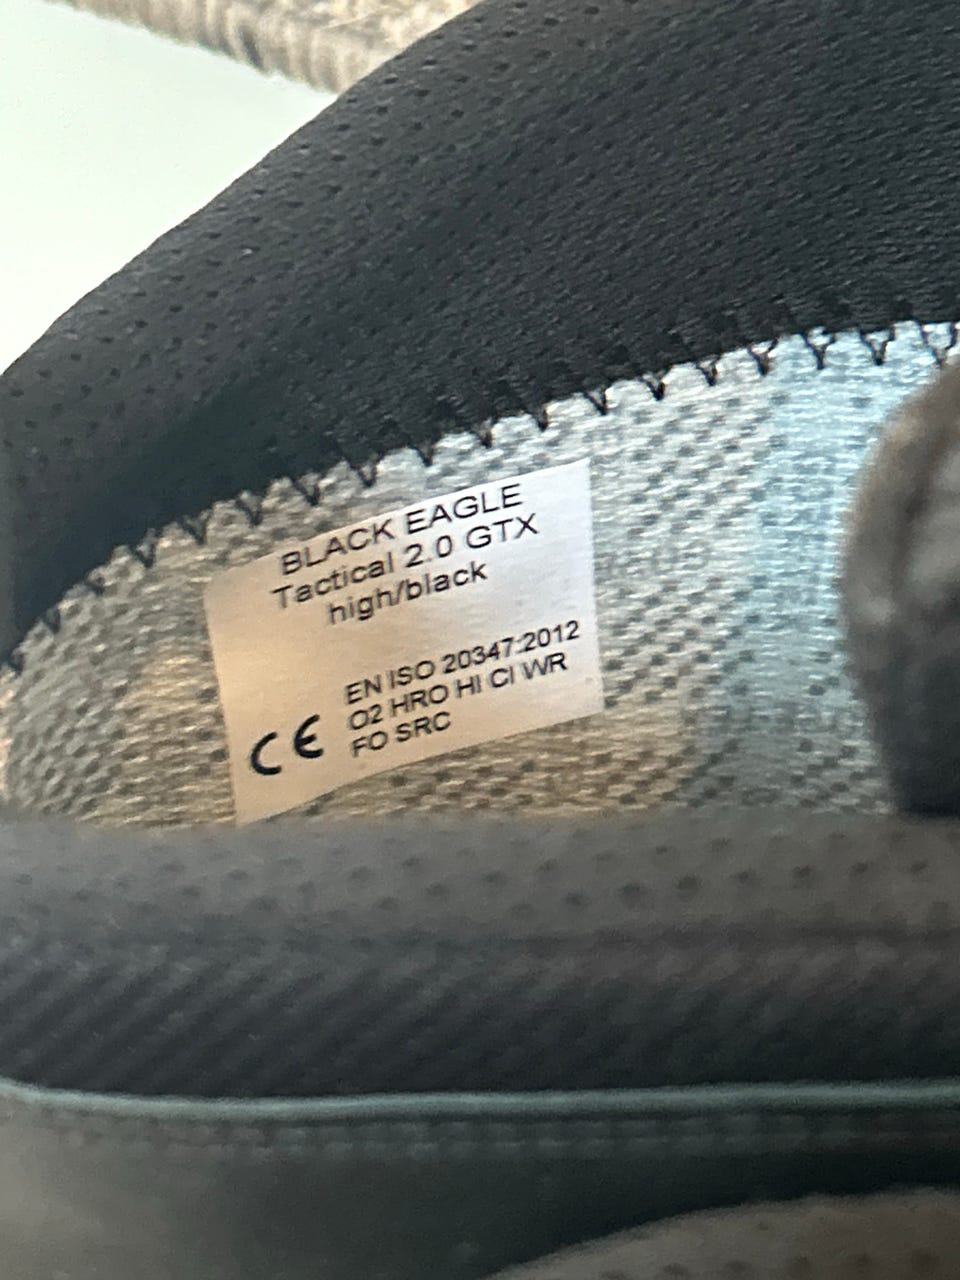 BLACK EAGLE
Tactical 2.0 GTX
high/black
EN ISO 20347:2012
O2 HRO HI CI WR
FO SRC
CE